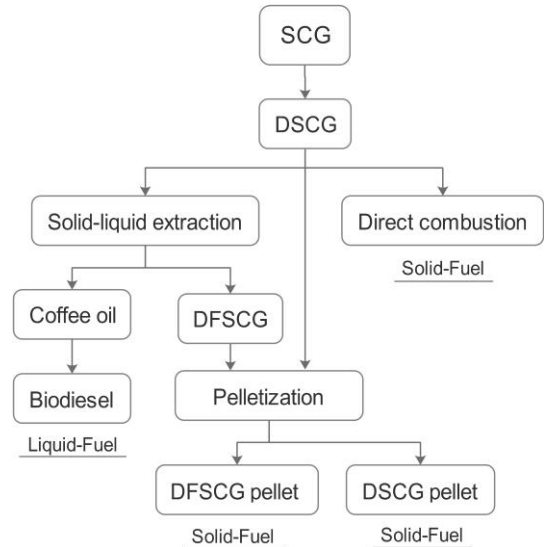 SCG
DSCG
Solid-liquid extraction
Direct combustion
Solid-Fuel
Coffee oil
DFSCG
Biodiesel
Pelletization
Liquid-Fuel
DFSCG pellet
DSCG pellet
Solid-Fuel
Solid-Fuel